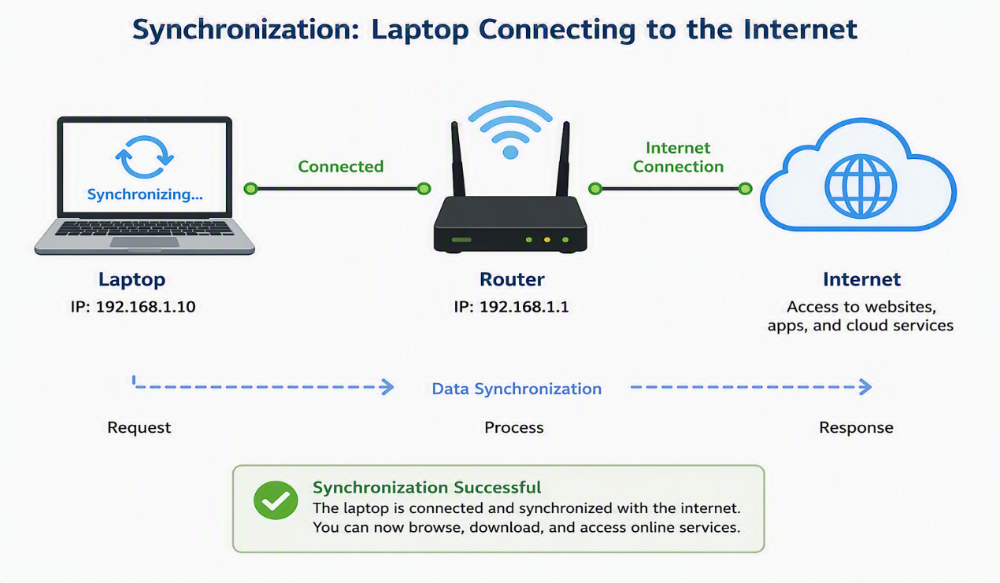 Synchronization: Laptop Connecting to the Internet
Synchronizing...
Connected
Internet
Connection
Laptop
IP: 192.168.1.10
Router
IP: 192.168.1.1
Internet
Access to websites,
apps, and cloud services
Data Synchronization
Request
Process
Response
Synchronization Successful
The laptop is connected and synchronized with the internet.
You can now browse, download, and access online services.